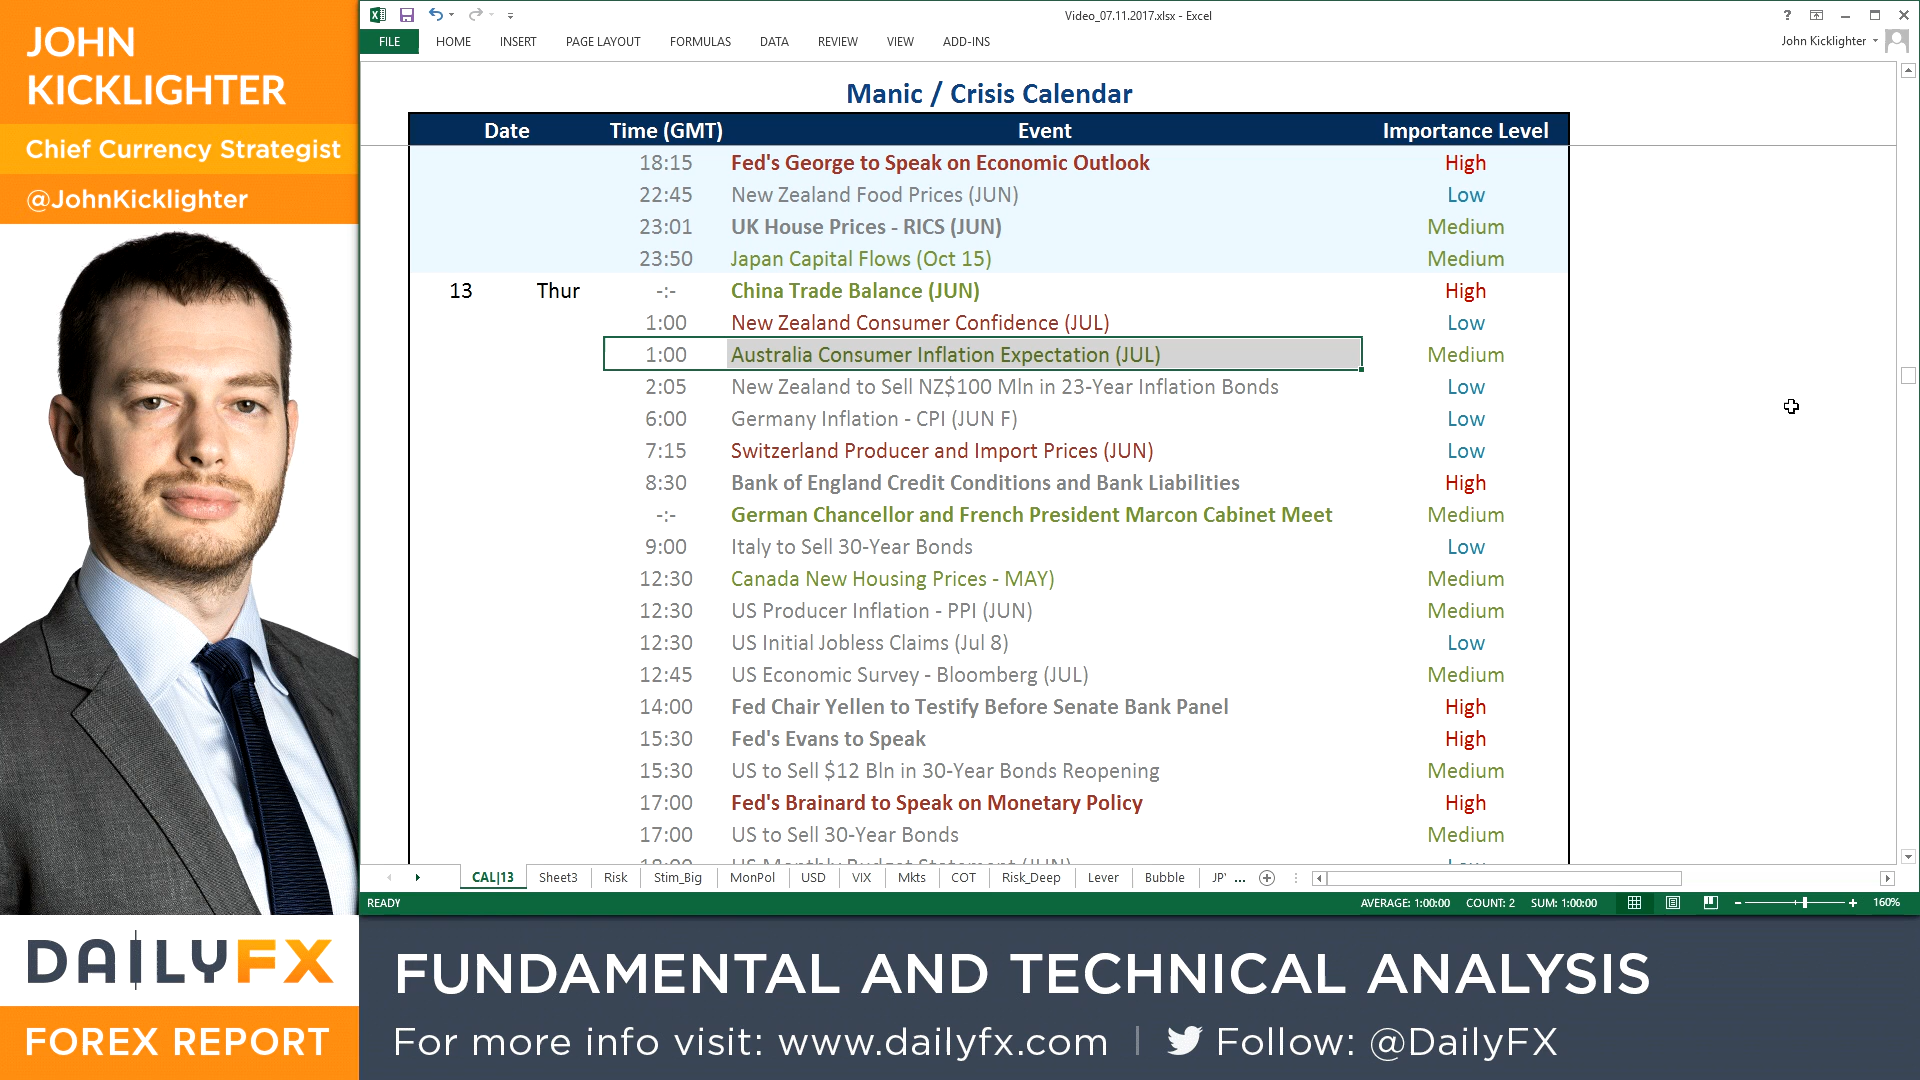 JOHN
KICKLIGHTER
Chief Currency Strategist
@JohnKicklighter
DAILYFX
FOREX REPORT
Video_07.11.2017.xlsx - Excel
?
FILE HOME INSERT PAGE LAYOUT FORMULAS DATA REVIEW VIEW ADD-INS
John Kicklighter
Manic / Crisis Calendar
Date Time (GMT) Event Importance Level
18:15 Fed's George to Speak on Economic Outlook High
22:45 New Zealand Food Prices (JUN) Low
23:01 UK House Prices - RICS (JUN) Medium
23:50 Japan Capital Flows (Oct 15) Medium
13 Thur -:- China Trade Balance (JUN) High
1:00 New Zealand Consumer Confidence (JUL) Low
1:00 Australia Consumer Inflation Expectation (JUL) Medium
2:05 New Zealand to Sell NZ$100 Mln in 23-Year Inflation Bonds Low
6:00 Germany Inflation - CPI (JUN F) Low
7:15 Switzerland Producer and Import Prices (JUN) Low
8:30 Bank of England Credit Conditions and Bank Liabilities High
-:- German Chancellor and French President Marcon Cabinet Meet Medium
9:00 Italy to Sell 30-Year Bonds Low
12:30 Canada New Housing Prices - MAY) Medium
12:30 US Producer Inflation - PPI (JUN) Medium
12:30 US Initial Jobless Claims (Jul 8) Low
12:45 US Economic Survey - Bloomberg (JUL) Medium
14:00 Fed Chair Yellen to Testify Before Senate Bank Panel High
15:30 Fed's Evans to Speak High
15:30 US to Sell $12 Bln in 30-Year Bonds Reopening Medium
17:00 Fed's Brainard to Speak on Monetary Policy High
17:00 US to Sell 30-Year Bonds Medium
18:00 US Monthly Budget Statement (JUN) Low
CAL|13 Sheet3 Risk Stim_Big MonPol USD VIX Mkts COT Risk_Deep Lever Bubble JP' ...
READY AVERAGE: 1:00:00 COUNT: 2 SUM: 1:00:00 160%
FUNDAMENTAL AND TECHNICAL ANALYSIS
For more info visit: www.dailyfx.com | Follow: @DailyFX